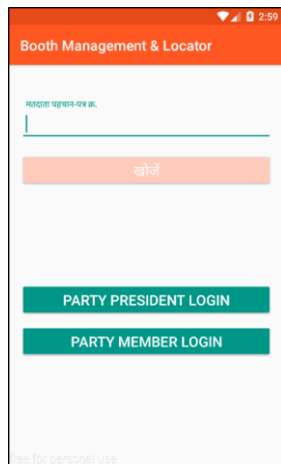 2:59
Booth Management & Locator
मतदाता पहचान-पत्र क्र.
खोजें
PARTY PRESIDENT LOGIN
PARTY MEMBER LOGIN
free for personal use